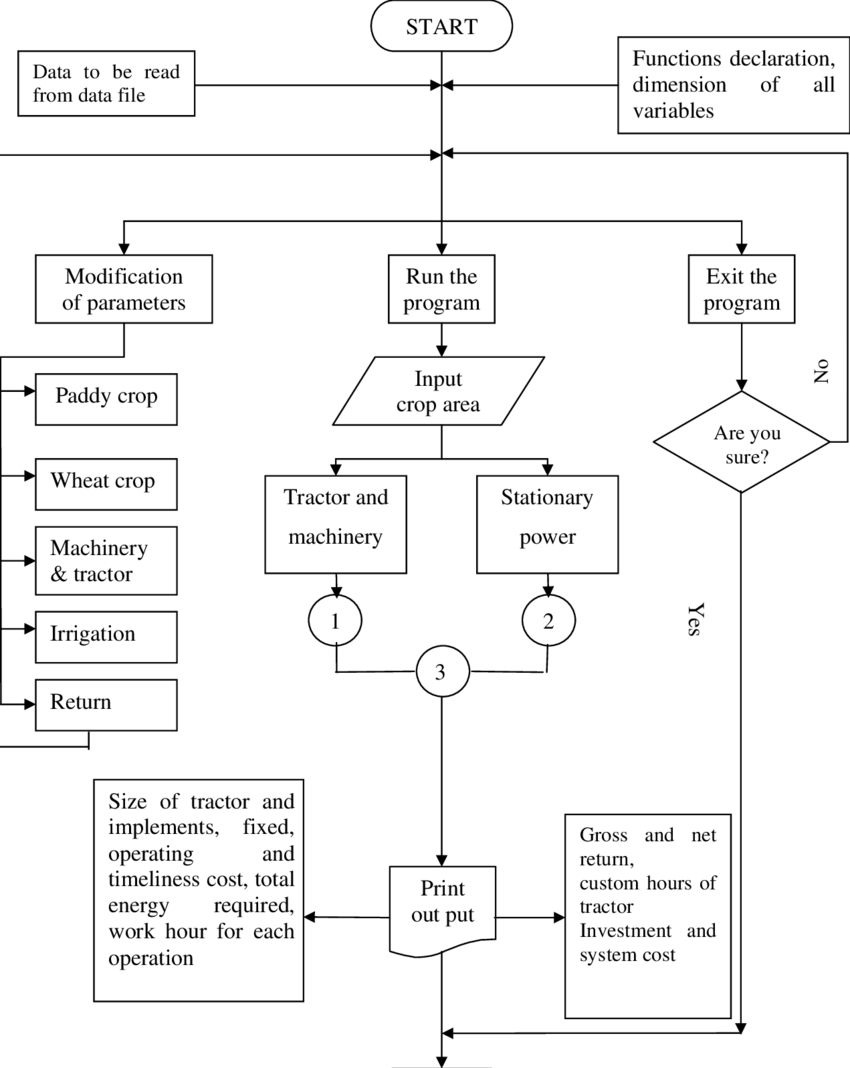 START
Data to be read
from data file
Functions declaration,
dimension of all
variables
Modification
of parameters
Run the
program
Exit the
program
Paddy crop
Input
crop area
No
Are you
sure?
Wheat crop
Tractor and
machinery
Stationary
power
Machinery
& tractor
1
2
Yes
Irrigation
3
Return
Size of tractor and
implements, fixed,
operating and
timeliness cost, total
energy required,
work hour for each
operation
Print
out put
Gross and net
return,
custom hours of
tractor
Investment and
system cost